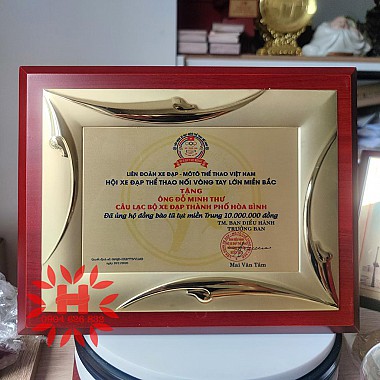 LIÊN ĐOÀN XE ĐẠP - MÔTÔ THỂ THAO VIỆT NAM
HỘI XE ĐẠP THỂ THAO NỐI VÒNG TAY LỚN MIỀN BẮC
TẶNG
ÔNG ĐỖ MINH THƯ
CÂU LẠC BỘ XE ĐẠP THÀNH PHỐ HÒA BÌNH
Đã ủng hộ đồng bào lũ lụt miền Trung 10.000.000 đồng
TM. BAN ĐIỀU HÀNH
TRƯỞNG BAN
Mai Văn Tâm
H